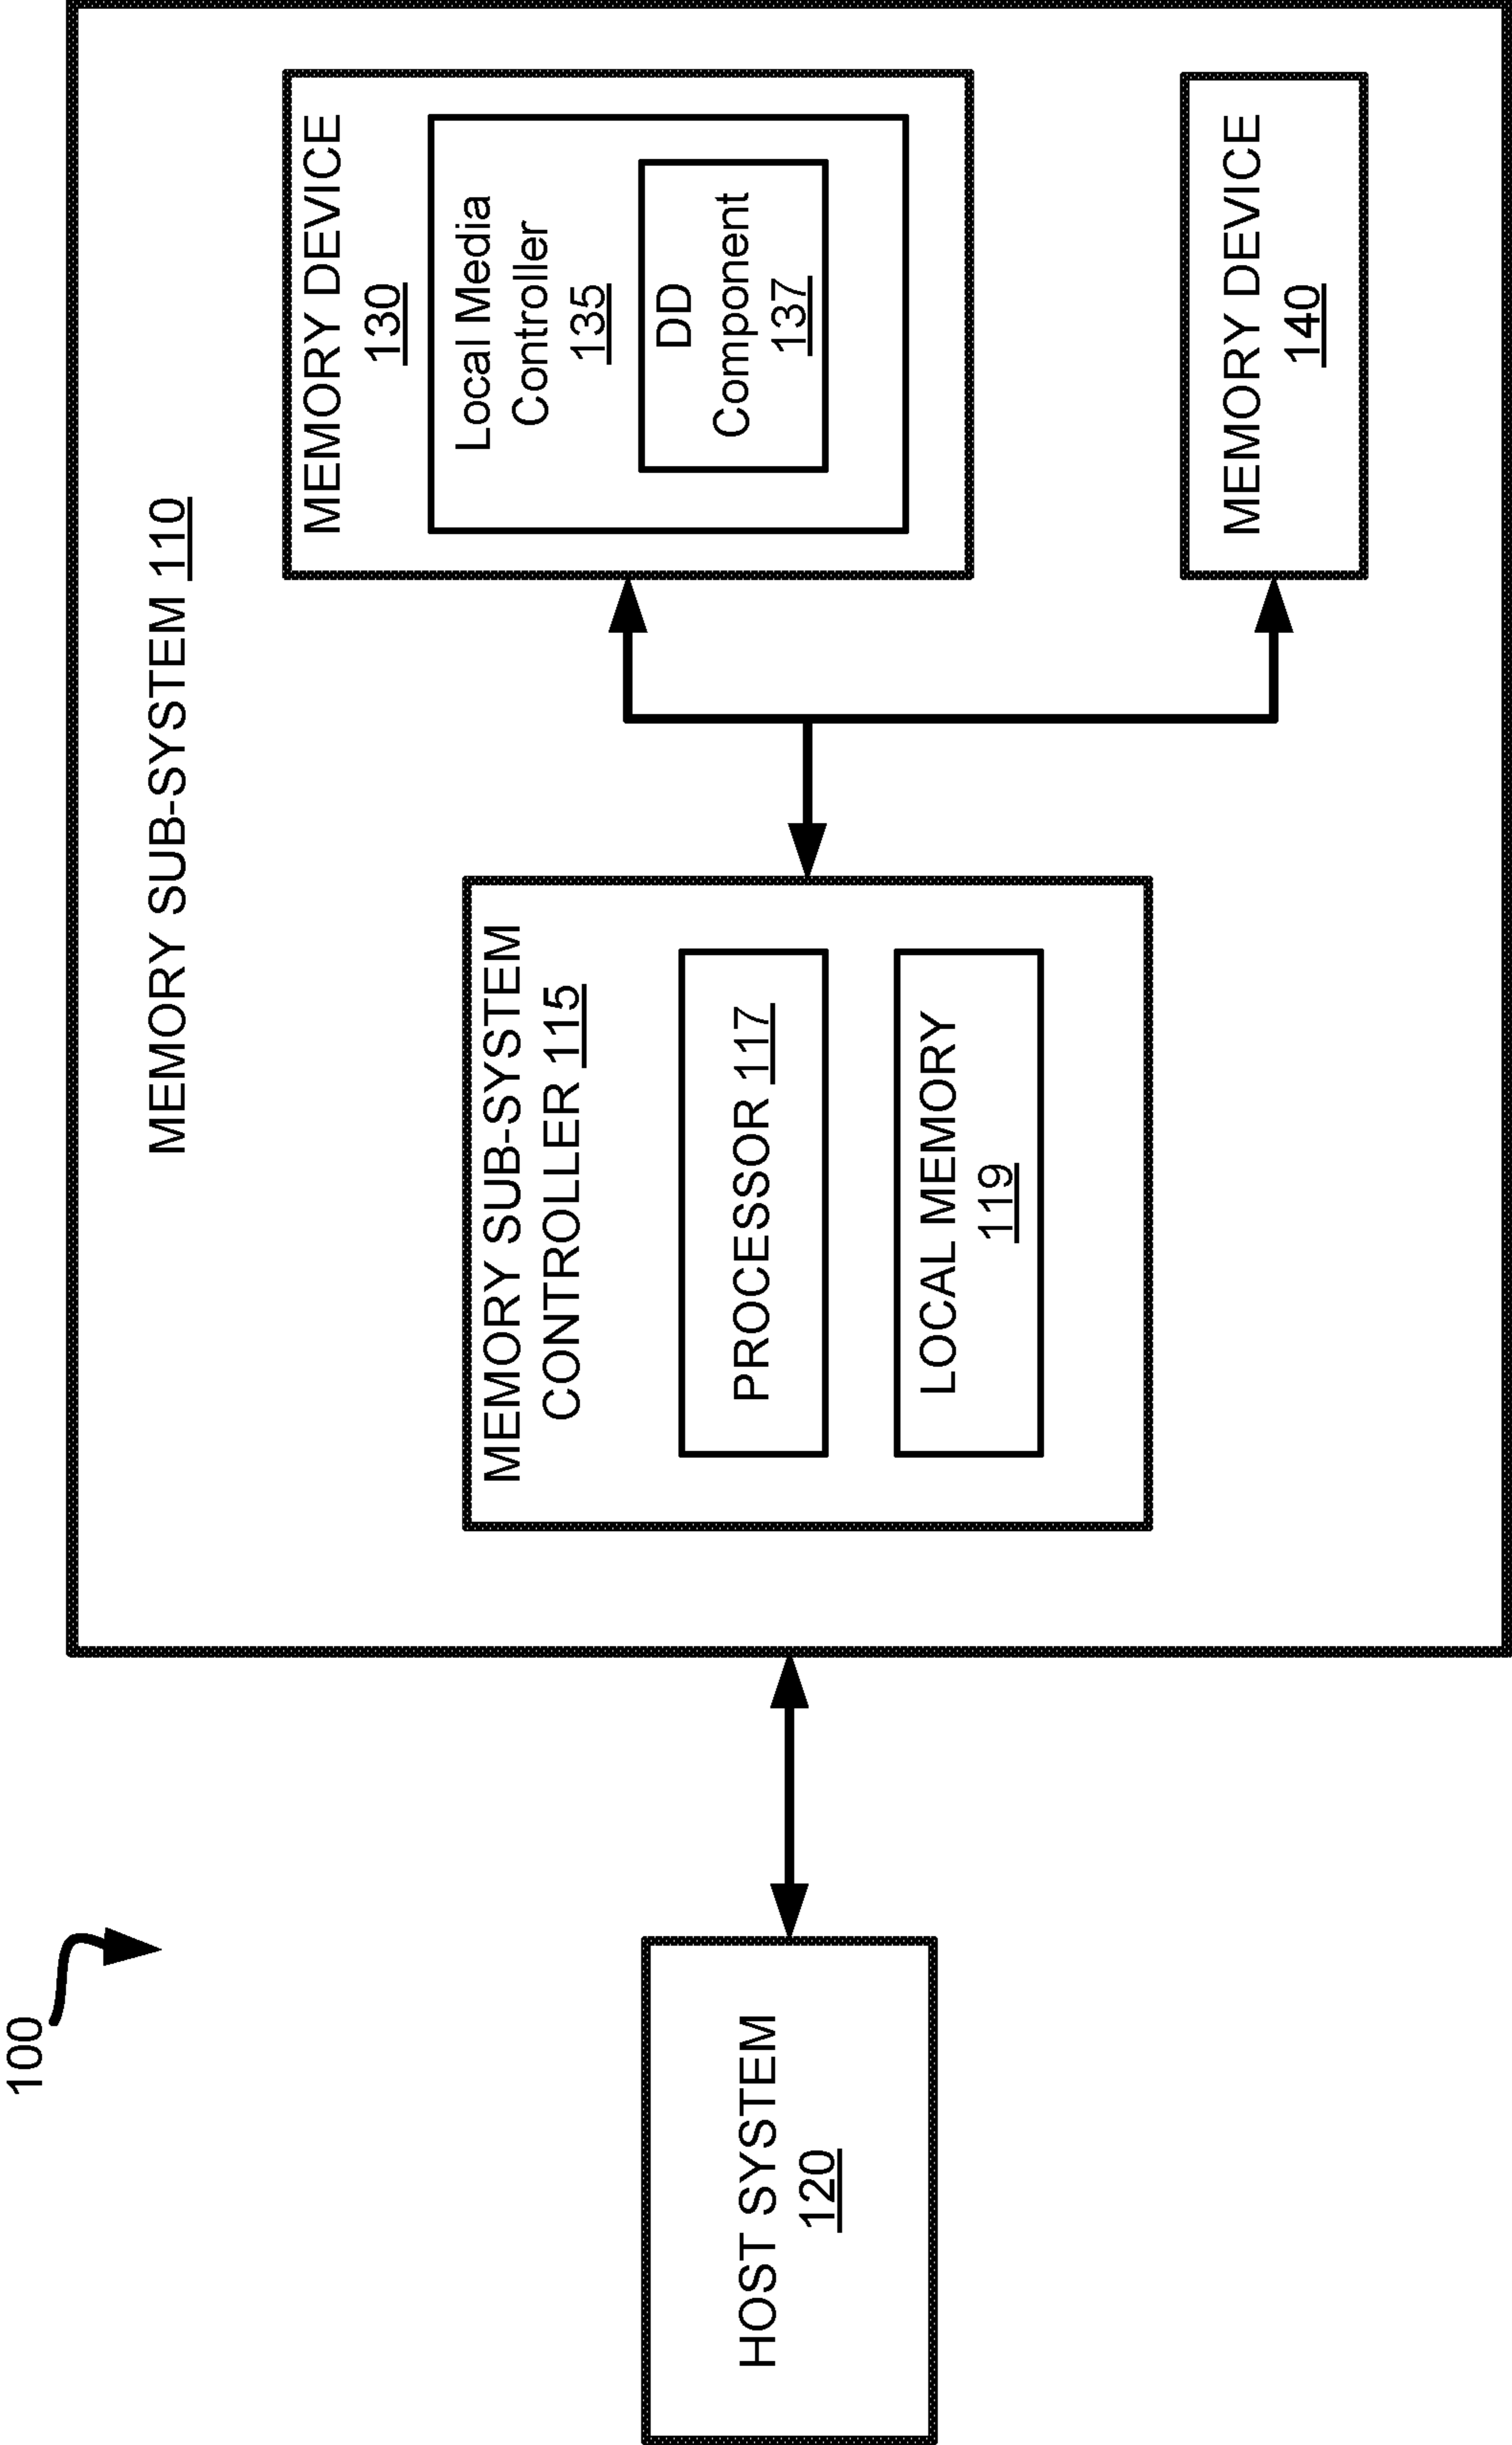 100
HOST SYSTEM
120
MEMORY SUB-SYSTEM 110
MEMORY SUB-SYSTEM
CONTROLLER 115
PROCESSOR 117
LOCAL MEMORY
119
MEMORY DEVICE
130
Local Media
Controller
135
DD
Component
137
MEMORY DEVICE
140